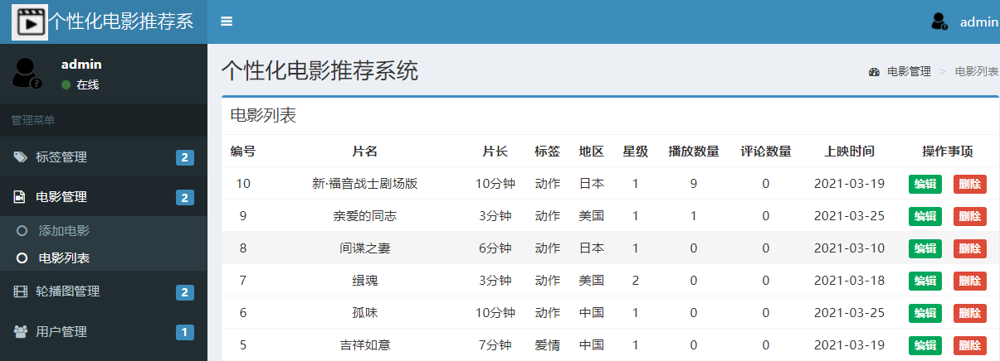 个性化电影推荐系
admin
admin
在线
管理菜单
标签管理 2
电影管理 2
添加电影
电影列表
轮播图管理 2
用户管理 1
个性化电影推荐系统
电影管理 > 电影列表
电影列表
编号 片名 片长 标签 地区 星级 播放数量 评论数量 上映时间 操作事项
10 新·福音战士剧场版 10分钟 动作 日本 1 9 0 2021-03-19 编辑 删除
9 亲爱的同志 3分钟 动作 美国 1 1 0 2021-03-25 编辑 删除
8 间谍之妻 6分钟 动作 日本 1 0 0 2021-03-10 编辑 删除
7 缉魂 3分钟 动作 美国 2 0 0 2021-03-18 编辑 删除
6 孤味 10分钟 动作 中国 1 0 0 2021-03-25 编辑 删除
5 吉祥如意 7分钟 爱情 中国 1 0 0 2021-03-19 编辑 删除